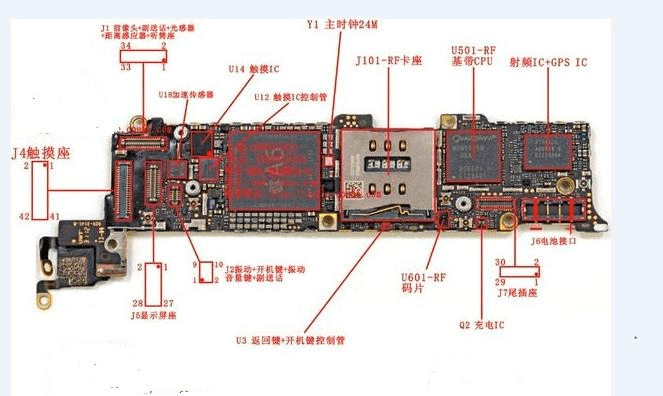 J1 前像头+副送话+光感器
+距离感应器+听筒座
34 2
33 1
Y1 主时钟24M
U14 触摸IC
J101-RF卡座
U501-RF
基带CPU
射频IC+GPS IC
U18加速传感器
U12 触摸IC控制管
J4触摸座
2 1
42 41
A6
QUALCOMM
J6电池接口
9 10
1 2
J2振动+开机键+振动
音量键+副送话
2 1
28 27
J5显示屏座
U601-RF
码片
30 2
29 1
J7尾插座
Q2 充电IC
U3 返回键+开机键控制管